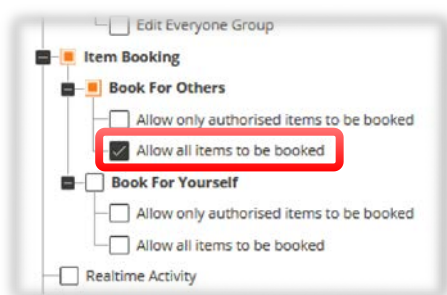 Edit Everyone Group
Item Booking
Book For Others
Allow only authorised items to be booked
Allow all items to be booked
Book For Yourself
Allow only authorised items to be booked
Allow all items to be booked
Realtime Activity